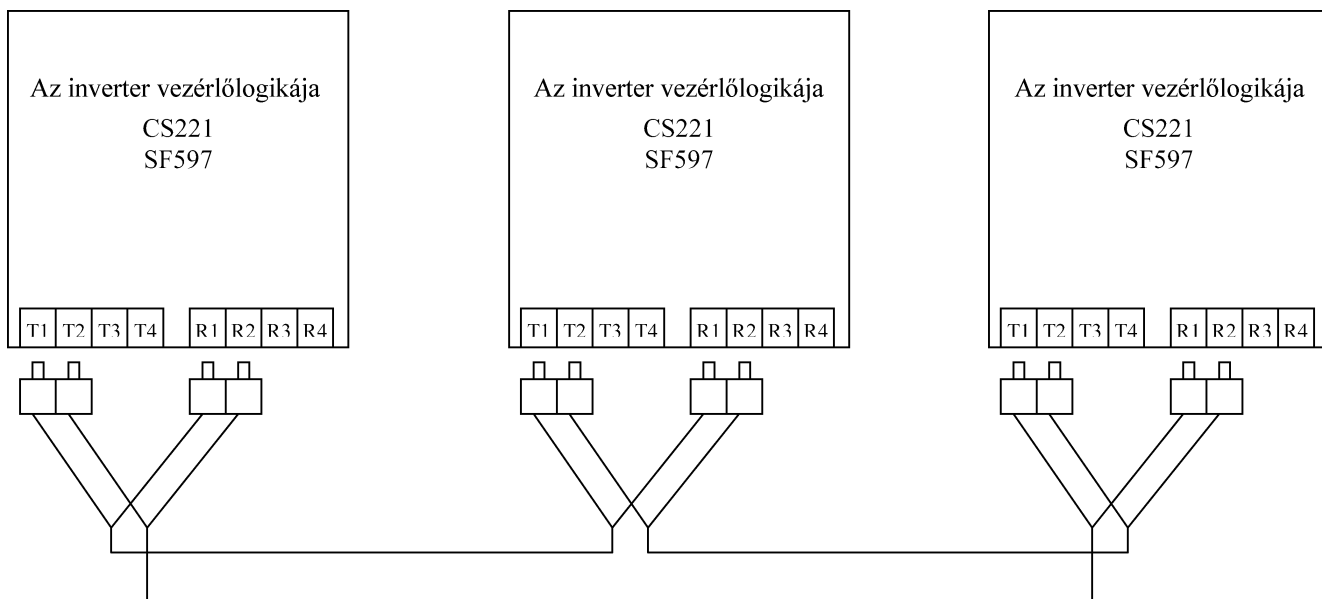 Az inverter vezérlőlogikája
CS221
SF597
T1 T2 T3 T4 R1 R2 R3 R4
Az inverter vezérlőlogikája
CS221
SF597
T1 T2 T3 T4 R1 R2 R3 R4
Az inverter vezérlőlogikája
CS221
SF597
T1 T2 T3 T4 R1 R2 R3 R4